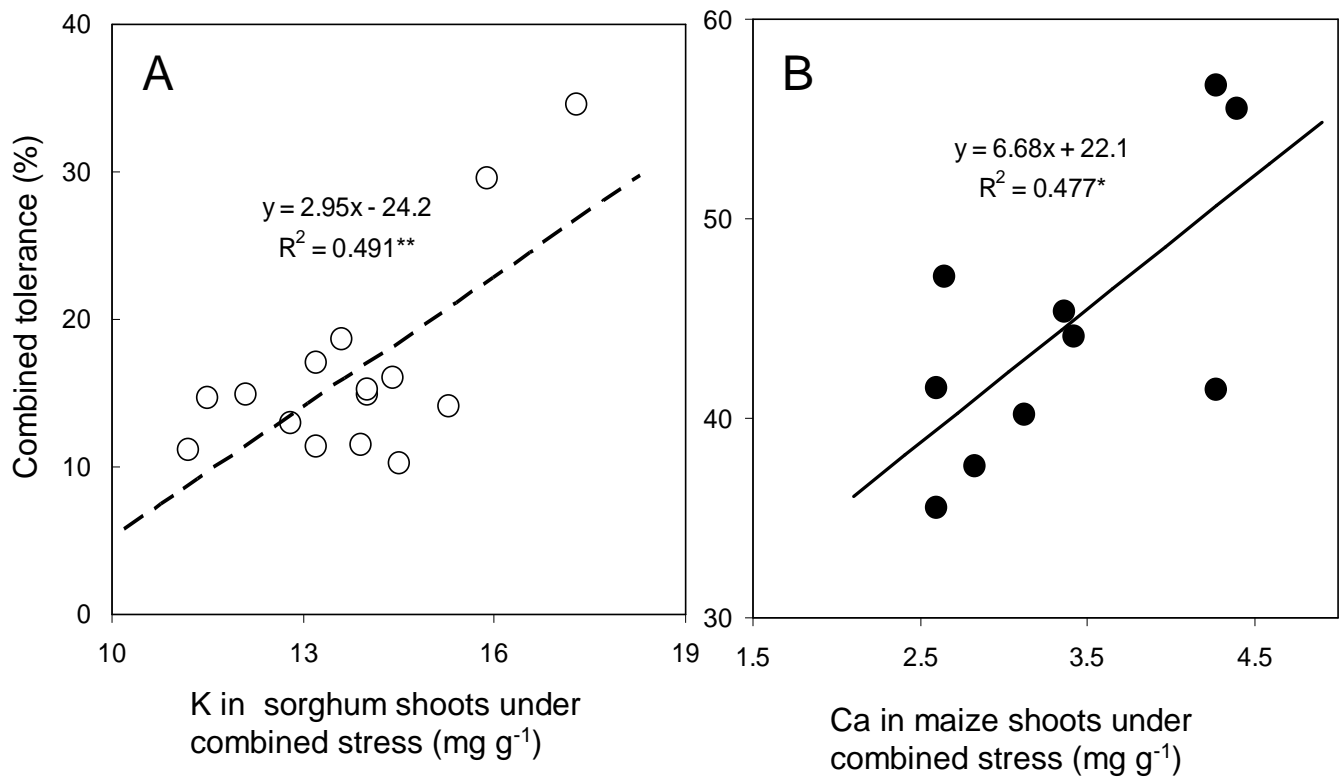 A
Combined tolerance (%)
40
30
20
10
0
y = 2.95x - 24.2
R² = 0.491**
10 13 16 19
K in sorghum shoots under
combined stress (mg g⁻¹)
B
60
50
40
30
y = 6.68x + 22.1
R² = 0.477*
1.5 2.5 3.5 4.5
Ca in maize shoots under
combined stress (mg g⁻¹)